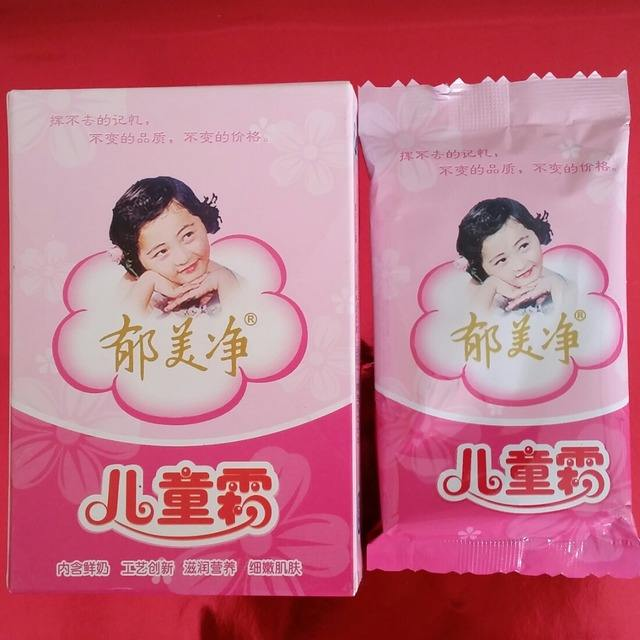 挥不去的记忆，
不变的品质，不变的价格。
郁美净®
儿童霜
内含鲜奶 工艺创新 滋润营养 细嫩肌肤
挥不去的记忆，
不变的品质，不变的价格。
郁美净®
儿童霜